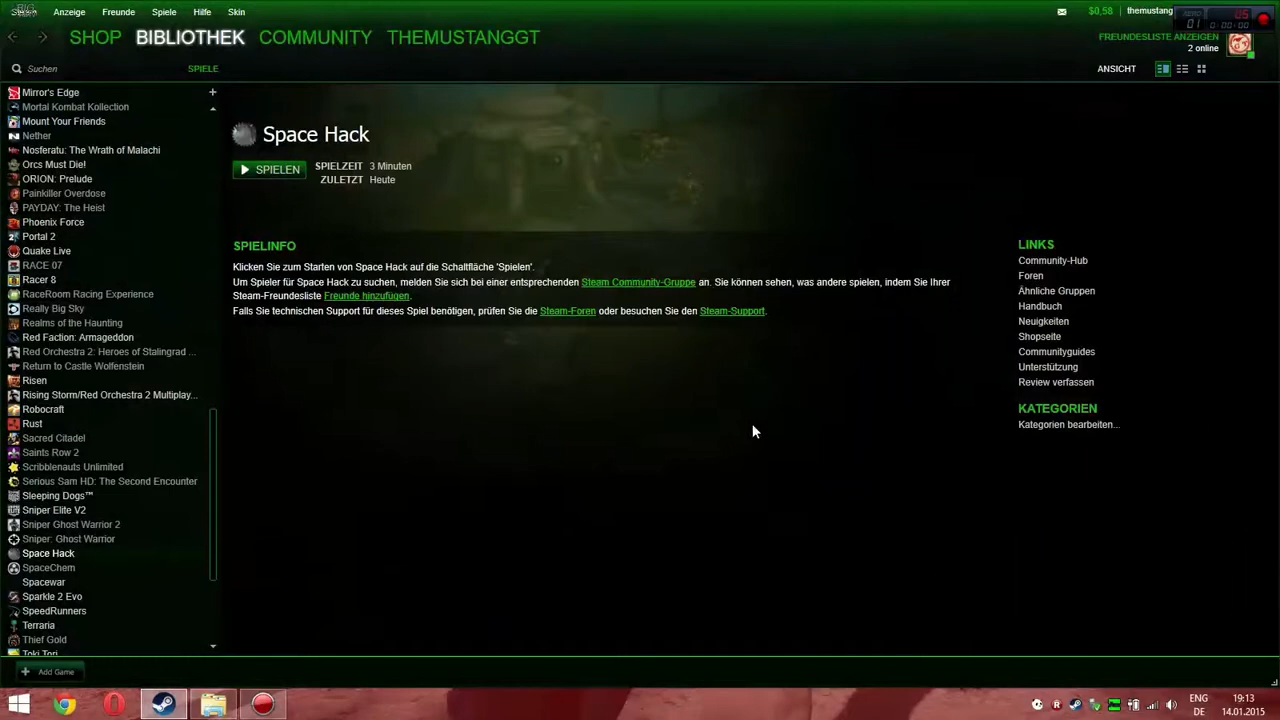 Anzeige Freunde Spiele Hilfe Skin
$0,58 themustang
SHOP BIBLIOTHEK COMMUNITY THEMUSTANGGT
FREUNDESLISTE ANZEIGEN
2 online
Suchen SPIELE
ANSICHT
Mirror's Edge
Mortal Kombat Kollection
Mount Your Friends
Nether
Nosferatu: The Wrath of Malachi
Orcs Must Die!
ORION: Prelude
Painkiller Overdose
PAYDAY: The Heist
Phoenix Force
Portal 2
Quake Live
RACE 07
Racer 8
RaceRoom Racing Experience
Really Big Sky
Realms of the Haunting
Red Faction: Armageddon
Red Orchestra 2: Heroes of Stalingrad ...
Return to Castle Wolfenstein
Risen
Rising Storm/Red Orchestra 2 Multiplay...
Robocraft
Rust
Sacred Citadel
Saints Row 2
Scribblenauts Unlimited
Serious Sam HD: The Second Encounter
Sleeping Dogs™
Sniper Elite V2
Sniper Ghost Warrior 2
Sniper: Ghost Warrior
Space Hack
SpaceChem
Spacewar
Sparkle 2 Evo
SpeedRunners
Terraria
Thief Gold
Toki Tori
+ Add Game
Space Hack
SPIELEN
SPIELZEIT 3 Minuten
ZULETZT Heute
SPIELINFO
Klicken Sie zum Starten von Space Hack auf die Schaltfläche 'Spielen'.
Um Spieler für Space Hack zu suchen, melden Sie sich bei einer entsprechenden Steam Community-Gruppe an. Sie können sehen, was andere spielen, indem Sie Ihrer
Steam-Freundesliste Freunde hinzufügen.
Falls Sie technischen Support für dieses Spiel benötigen, prüfen Sie die Steam-Foren oder besuchen Sie den Steam-Support.
LINKS
Community-Hub
Foren
Ähnliche Gruppen
Handbuch
Neuigkeiten
Shopseite
Communityguides
Unterstützung
Review verfassen
KATEGORIEN
Kategorien bearbeiten...
ENG
DE
19:13
14.01.2015